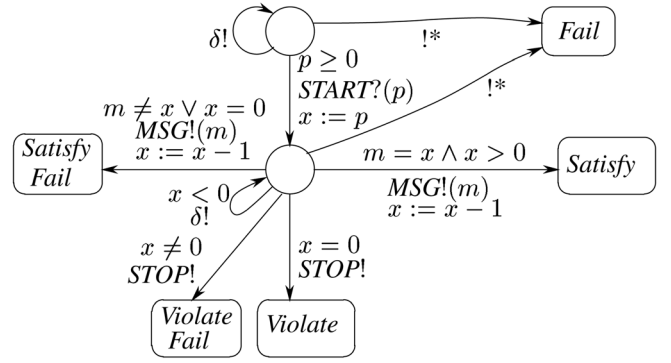 δ!
!*
Fail
p ≥ 0
START?(p)
x := p
!*
m ≠ x ∨ x = 0
MSG!(m)
x := x − 1
Satisfy
Fail
m = x ∧ x > 0
MSG!(m)
x := x − 1
Satisfy
x < 0
δ!
x ≠ 0
STOP!
x = 0
STOP!
Violate
Fail
Violate